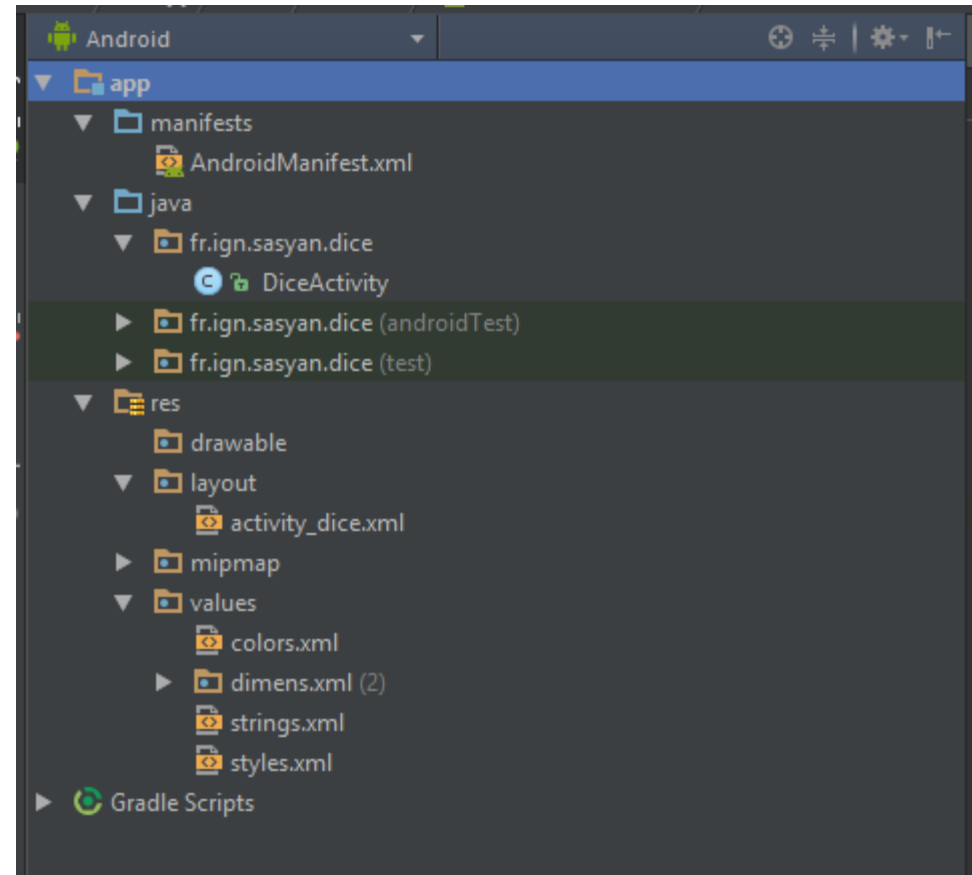 Android
app
manifests
AndroidManifest.xml
java
fr.ign.sasyan.dice
DiceActivity
fr.ign.sasyan.dice (androidTest)
fr.ign.sasyan.dice (test)
res
drawable
layout
activity_dice.xml
mipmap
values
colors.xml
dimens.xml (2)
strings.xml
styles.xml
Gradle Scripts